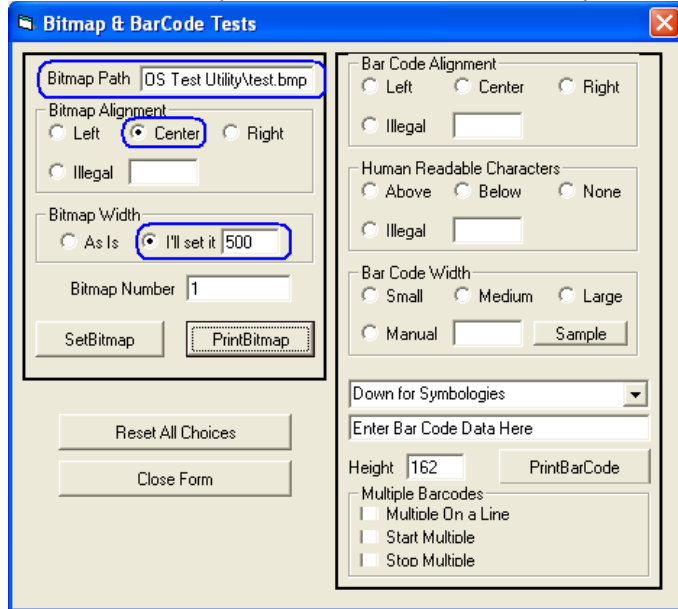 Bitmap & BarCode Tests
Bitmap Path OS Test Utility\test.bmp
Bitmap Alignment
Left Center Right
Illegal
Bitmap Width
As Is I'll set it 500
Bitmap Number 1
SetBitmap PrintBitmap
Reset All Choices
Close Form
Bar Code Alignment
Left Center Right
Illegal
Human Readable Characters
Above Below None
Illegal
Bar Code Width
Small Medium Large
Manual Sample
Down for Symbologies
Enter Bar Code Data Here
Height 162 PrintBarCode
Multiple Barcodes
Multiple On a Line
Start Multiple
Stop Multiple